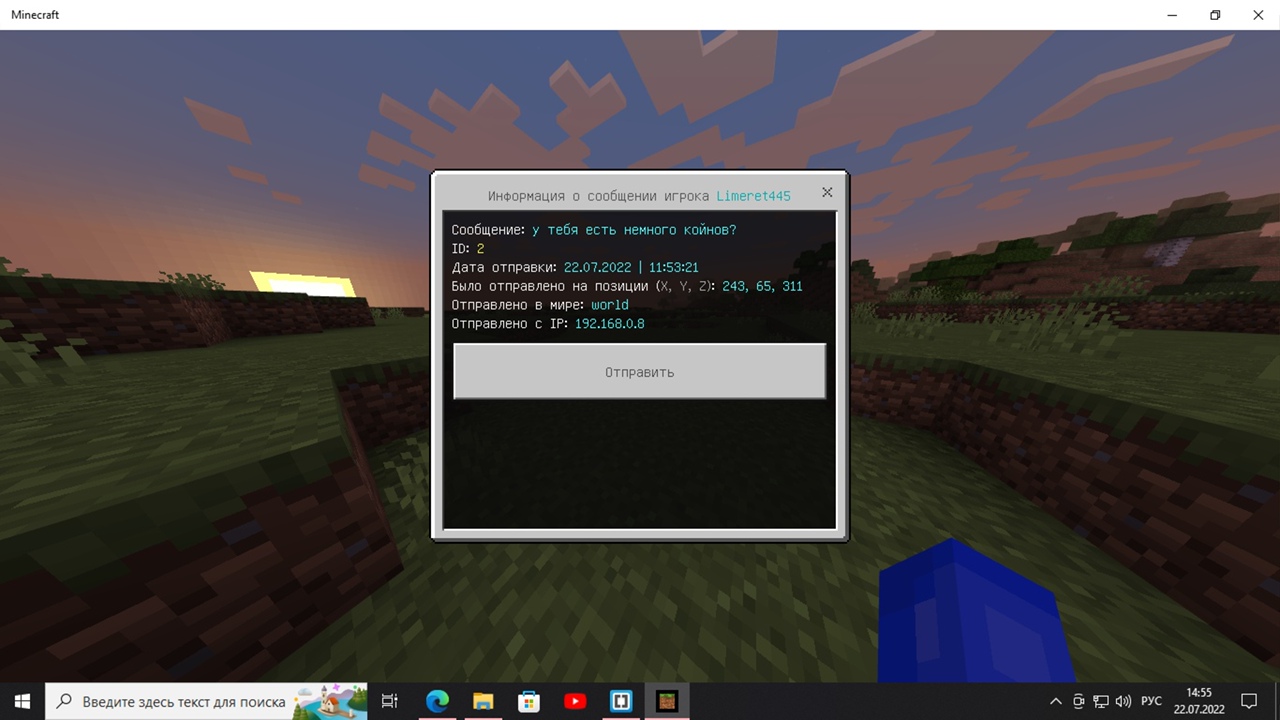 Minecraft
Информация о сообщении игрока Limeret445
Сообщение: у тебя есть немного койнов?
ID: 2
Дата отправки: 22.07.2022 | 11:53:21
Было отправлено на позиции (X, Y, Z): 243, 65, 311
Отправлено в мире: world
Отправлено с IP: 192.168.0.8
Отправить
Введите здесь текст для поиска
РУС
14:55
22.07.2022